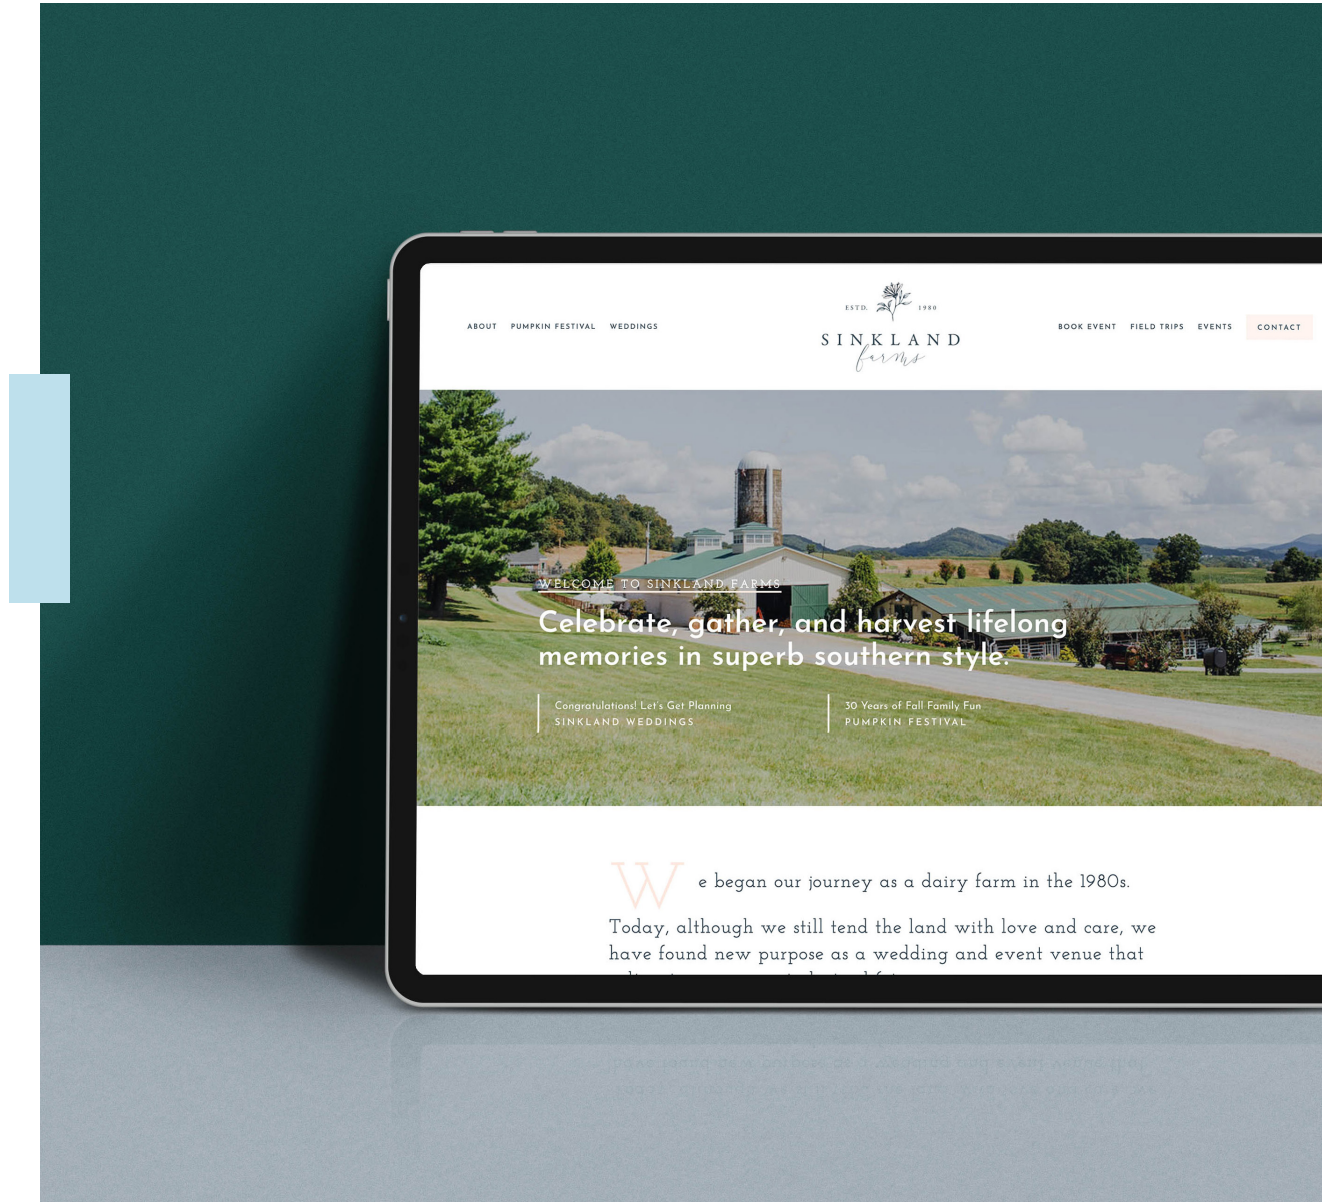 ABOUT PUMPKIN FESTIVAL WEDDINGS
ESTD. 1980
SINKLAND
farms
BOOK EVENT FIELD TRIPS EVENTS CONTACT
WELCOME TO SINKLAND FARMS
Celebrate, gather, and harvest lifelong
memories in superb southern style.
Congratulations! Let's Get Planning
SINKLAND WEDDINGS
30 Years of Fall Family Fun
PUMPKIN FESTIVAL
We began our journey as a dairy farm in the 1980s.
Today, although we still tend the land with love and care, we
have found new purpose as a wedding and event venue that